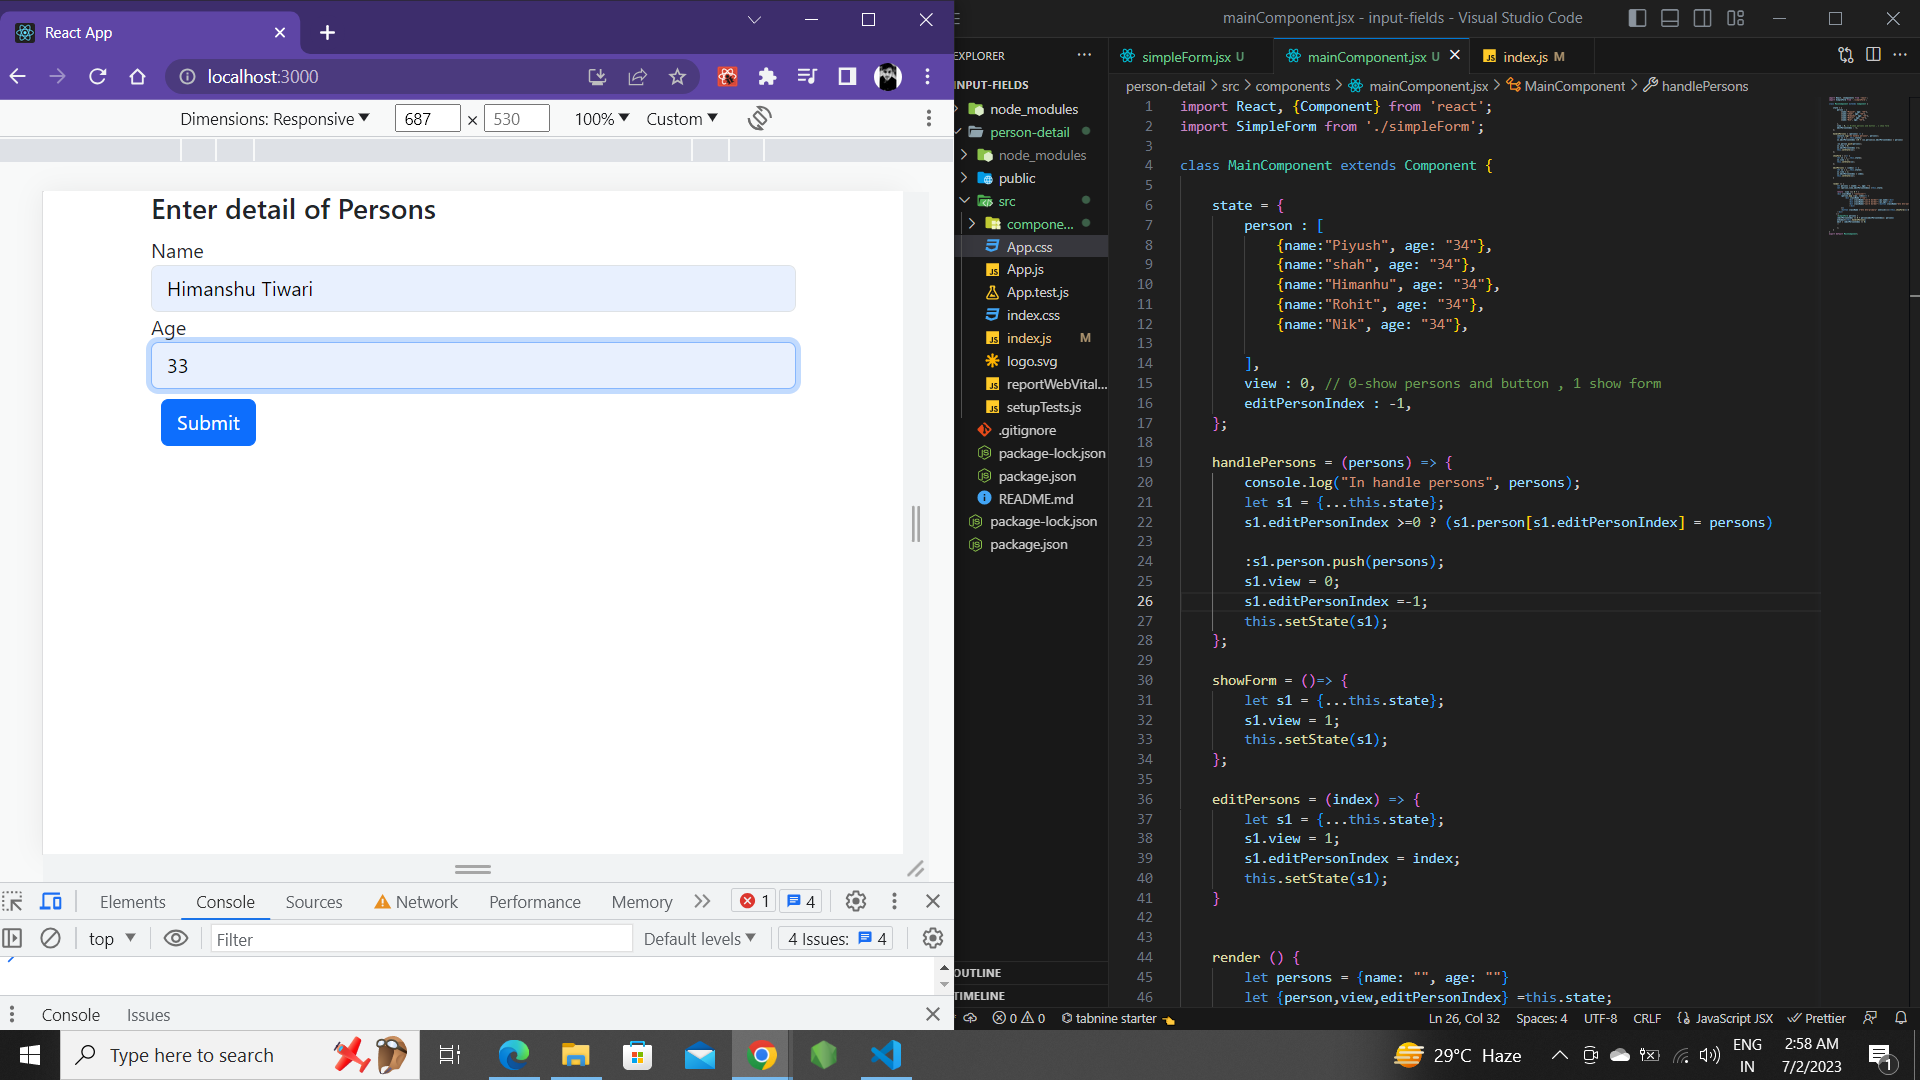 React App
localhost:3000
Dimensions: Responsive 687 × 530 100% Custom
Enter detail of Persons
Name
Himanshu Tiwari
Age
33
Submit
Elements Console Sources Network Performance Memory 1 4
top Filter Default levels 4 Issues: 4
Console Issues
mainComponent.jsx - input-fields - Visual Studio Code
EXPLORER
INPUT-FIELDS
node_modules
person-detail
node_modules
public
src
compone...
App.css
App.js
App.test.js
index.css
index.js M
logo.svg
reportWebVital...
setupTests.js
.gitignore
package-lock.json
package.json
README.md
package-lock.json
package.json
OUTLINE
TIMELINE
simpleForm.jsx U mainComponent.jsx U index.js M
person-detail > src > components > mainComponent.jsx > MainComponent > handlePersons
1 import React, {Component} from 'react';
2 import SimpleForm from './simpleForm';
3
4 class MainComponent extends Component {
5
6 state = {
7 person : [
8 {name:"Piyush", age: "34"},
9 {name:"shah", age: "34"},
10 {name:"Himanhu", age: "34"},
11 {name:"Rohit", age: "34"},
12 {name:"Nik", age: "34"},
13
14 ],
15 view : 0, // 0-show persons and button , 1 show form
16 editPersonIndex : -1,
17 };
18
19 handlePersons = (persons) => {
20 console.log("In handle persons", persons);
21 let s1 = {...this.state};
22 s1.editPersonIndex >=0 ? (s1.person[s1.editPersonIndex] = persons)
23
24 :s1.person.push(persons);
25 s1.view = 0;
26 s1.editPersonIndex =-1;
27 this.setState(s1);
28 };
29
30 showForm = ()=> {
31 let s1 = {...this.state};
32 s1.view = 1;
33 this.setState(s1);
34 };
35
36 editPersons = (index) => {
37 let s1 = {...this.state};
38 s1.view = 1;
39 s1.editPersonIndex = index;
40 this.setState(s1);
41 }
42
43
44 render () {
45 let persons = {name: "", age: ""}
46 let {person,view,editPersonIndex} =this.state;
0 0 tabnine starter Ln 26, Col 32 Spaces: 4 UTF-8 CRLF JavaScript JSX Prettier
Type here to search
29°C Haze
ENG
IN
2:58 AM
7/2/2023
1